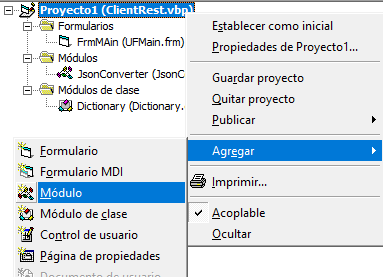 Proyecto1 (ClientRest.vbp)
Formularios
FrmMAin (UFMain.frm)
Módulos
JsonConverter (JsonCo
Módulos de clase
Dictionary (Dictionary.
Establecer como inicial
Propiedades de Proyecto1...
Guardar proyecto
Quitar proyecto
Publicar
Agregar
Imprimir...
Acoplable
Ocultar
Formulario
Formulario MDI
Módulo
Módulo de clase
Control de usuario
Página de propiedades
Documento de usuario